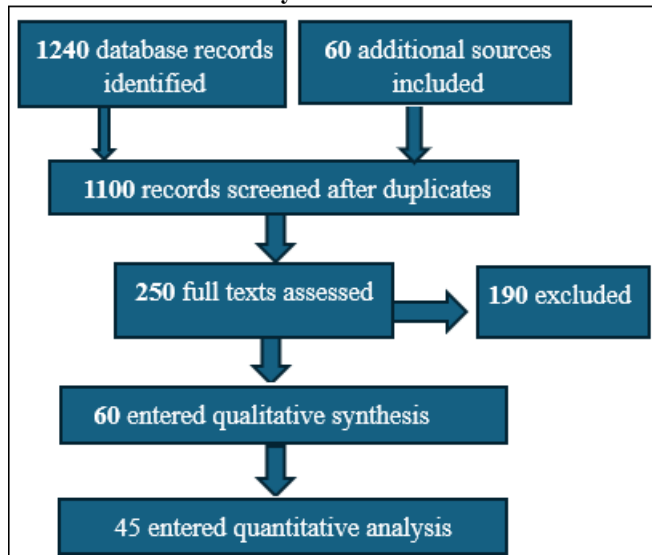 1240 database records
identified
60 additional sources
included
1100 records screened after duplicates
250 full texts assessed
190 excluded
60 entered qualitative synthesis
45 entered quantitative analysis